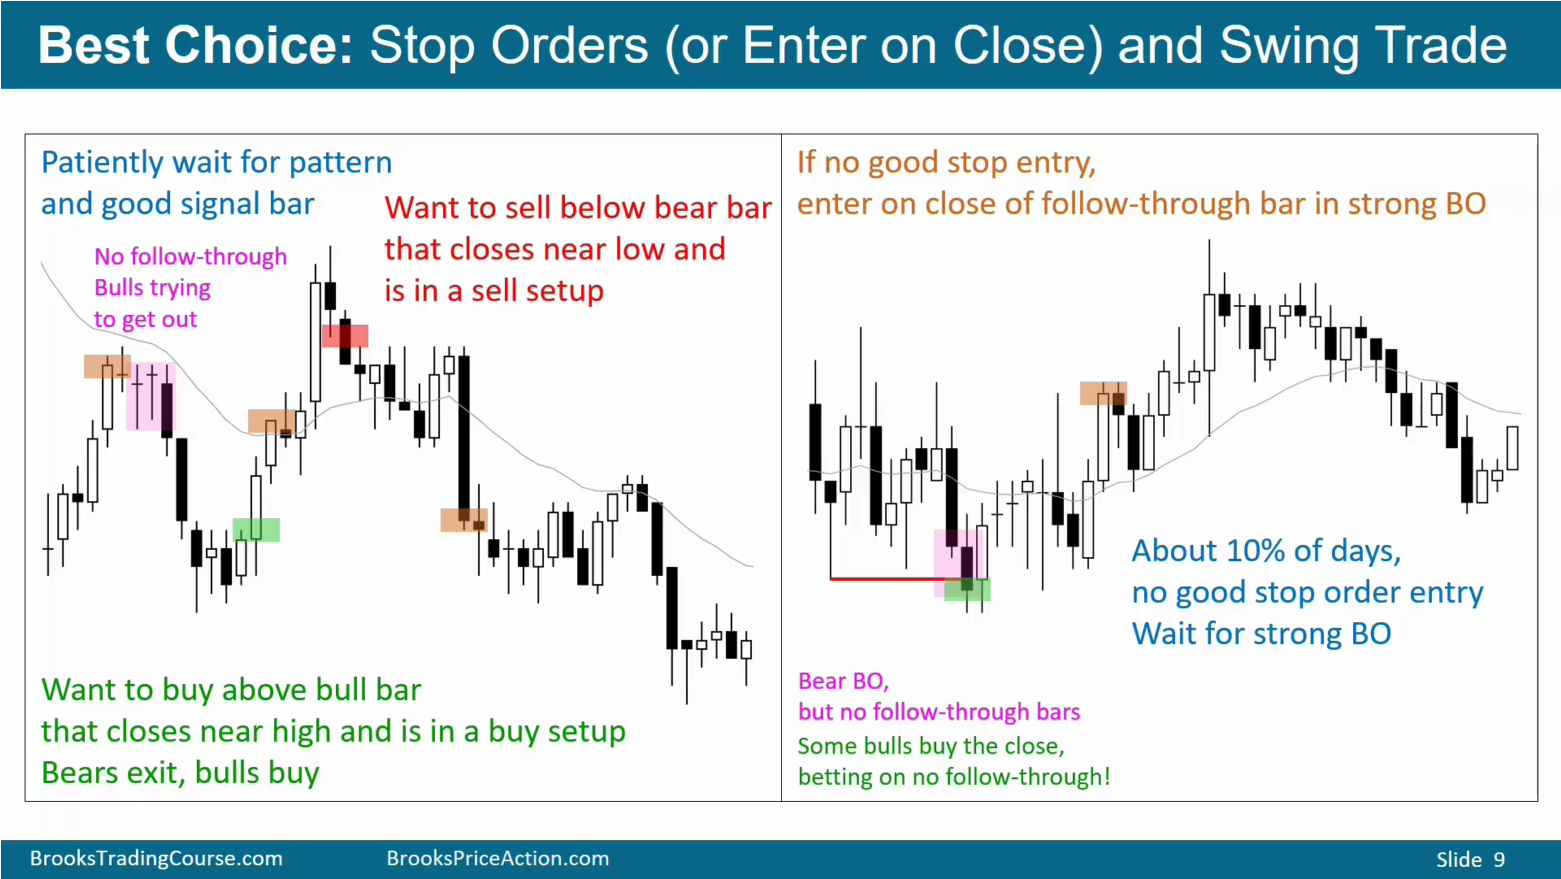 Best Choice: Stop Orders (or Enter on Close) and Swing Trade
Patiently wait for pattern
and good signal bar
Want to sell below bear bar
that closes near low and
is in a sell setup
No follow-through
Bulls trying
to get out
Want to buy above bull bar
that closes near high and is in a buy setup
Bears exit, bulls buy
If no good stop entry,
enter on close of follow-through bar in strong BO
About 10% of days,
no good stop order entry
Wait for strong BO
Bear BO,
but no follow-through bars
Some bulls buy the close,
betting on no follow-through!
BrooksTradingCourse.com
BrooksPriceAction.com
Slide 9